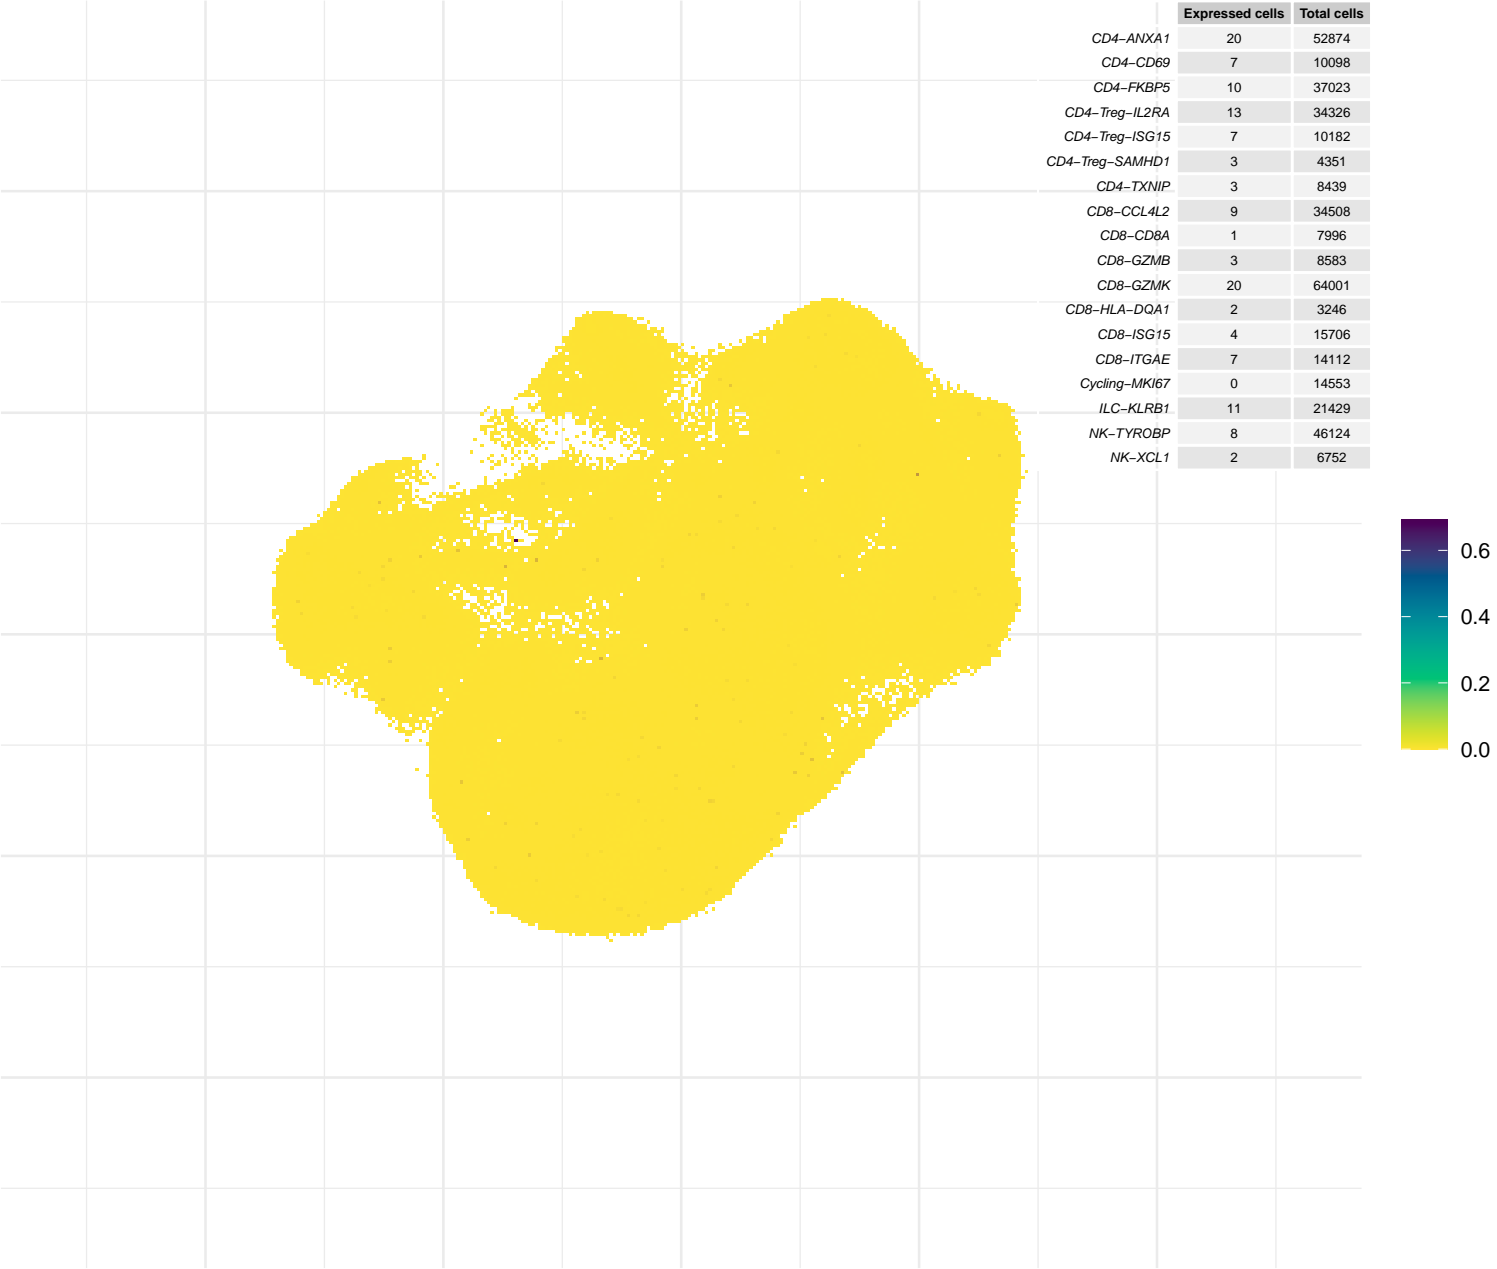 Expressed cells Total cells
CD4−ANXA1 20 52874
CD4−CD69 7 10098
CD4−FKBP5 10 37023
CD4−Treg−IL2RA 13 34326
CD4−Treg−ISG15 7 10182
CD4−Treg−SAMHD1 3 4351
CD4−TXNIP 3 8439
CD8−CCL4L2 9 34508
CD8−CD8A 1 7996
CD8−GZMB 3 8583
CD8−GZMK 20 64001
CD8−HLA−DQA1 2 3246
CD8−ISG15 4 15706
CD8−ITGAE 7 14112
Cycling−MKI67 0 14553
ILC−KLRB1 11 21429
NK−TYROBP 8 46124
NK−XCL1 2 6752
0.6
0.4
0.2
0.0